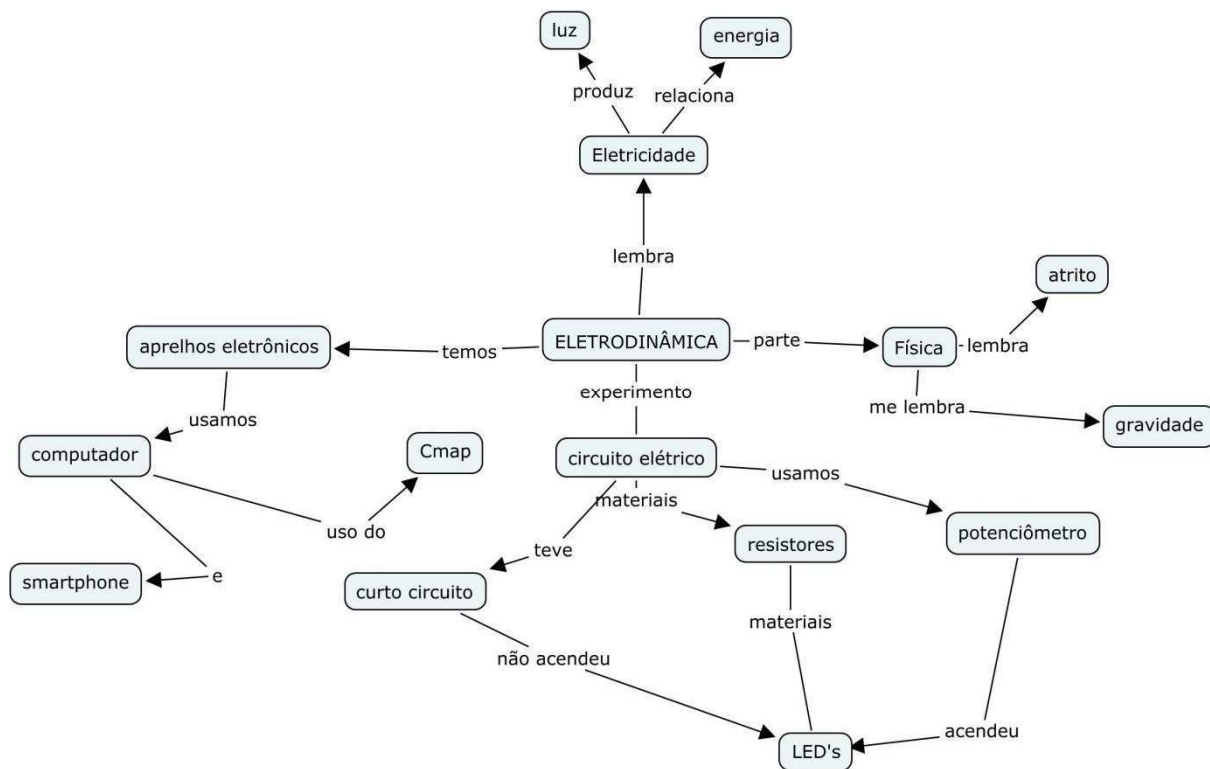 luz
energia
produz
relaciona
Eletricidade
lembra
atrito
aprelhos eletrônicos
temos
ELETRODINÂMICA
parte
Física
lembra
experimento
me lembra
gravidade
usamos
computador
Cmap
circuito elétrico
usamos
materiais
uso do
potenciômetro
resistores
teve
smartphone
e
curto circuito
materiais
não acendeu
acendeu
LED's